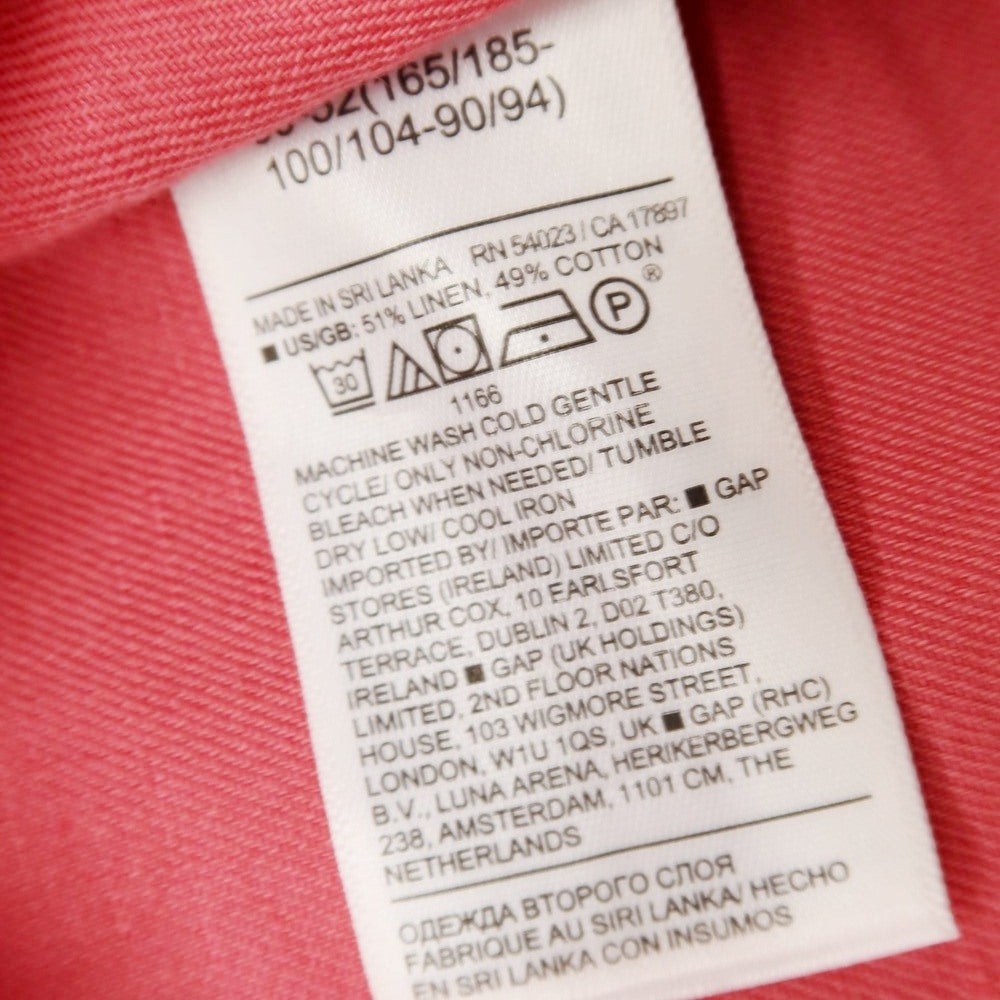 52(165/185-
100/104-90/94)
MADE IN SRI LANKA RN 54023 / CA 17897
■ US/GB: 51% LINEN, 49% COTTON
30 P ®
1166
MACHINE WASH COLD GENTLE
CYCLE/ ONLY NON-CHLORINE
BLEACH WHEN NEEDED/ TUMBLE
DRY LOW/ COOL IRON
IMPORTED BY/ IMPORTE PAR: ■ GAP
STORES (IRELAND) LIMITED C/O
ARTHUR COX, 10 EARLSFORT
TERRACE, DUBLIN 2, D02 T380,
IRELAND ■ GAP (UK HOLDINGS)
LIMITED, 2ND FLOOR NATIONS
HOUSE, 103 WIGMORE STREET,
LONDON, W1U 1QS, UK ■ GAP (RHC)
B.V., LUNA ARENA, HERIKERBERGWEG
238, AMSTERDAM, 1101 CM, THE
NETHERLANDS
ОДЕЖДА ВТОРОГО СЛОЯ
FABRIQUE AU SIRI LANKA/ HECHO
EN SRI LANKA CON INSUMOS